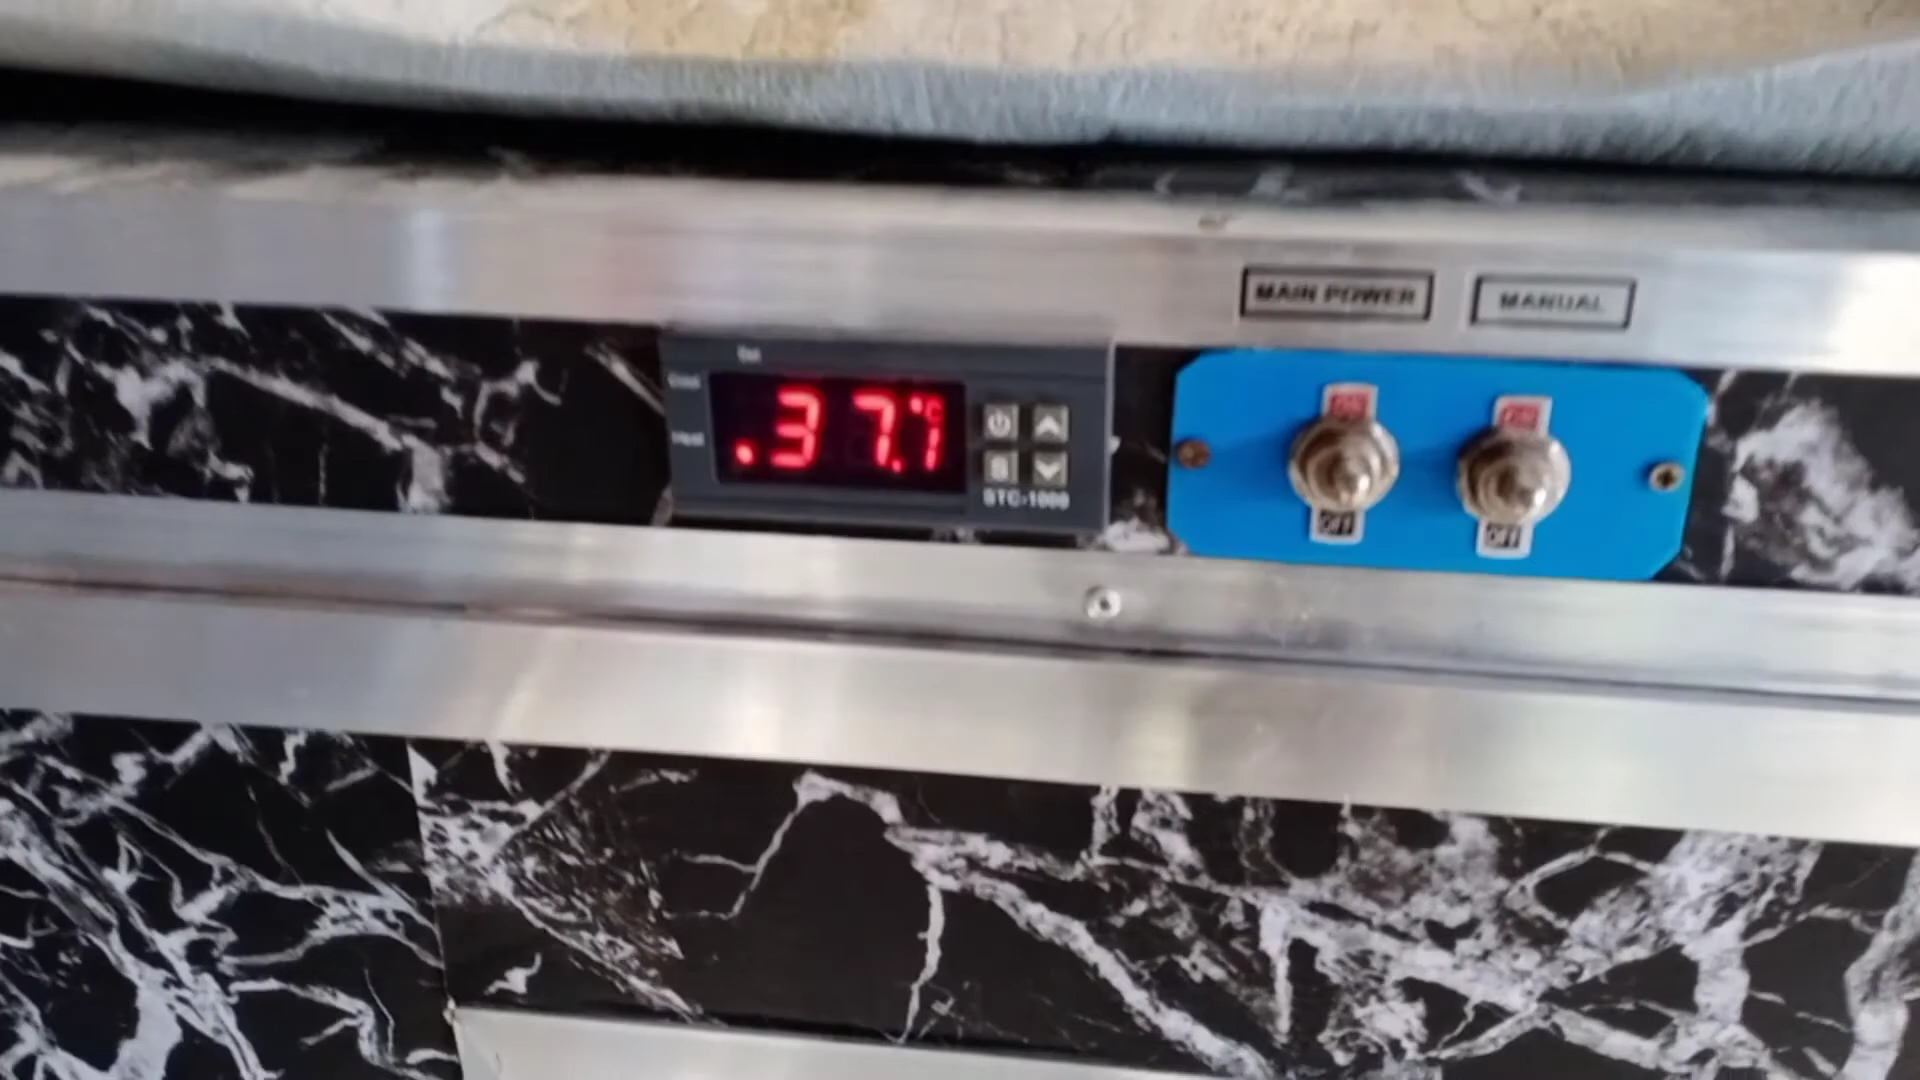 MAIN POWER
MANUAL
Set
Cool
Heat
.37.1°C
S
STC-1000
ON
ON
OFF
OFF